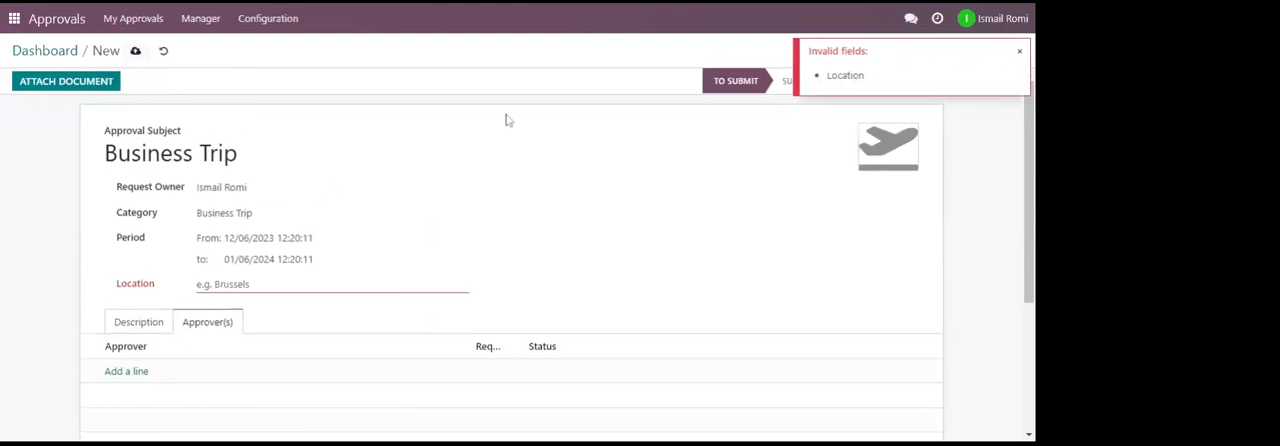 Approvals My Approvals Manager Configuration I Ismail Romi
Dashboard / New
Invalid fields: ×
• Location
ATTACH DOCUMENT
TO SUBMIT SU
Approval Subject
Business Trip
Request Owner Ismail Romi
Category Business Trip
Period From: 12/06/2023 12:20:11
to: 01/06/2024 12:20:11
Location e.g. Brussels
Description Approver(s)
Approver Req... Status
Add a line